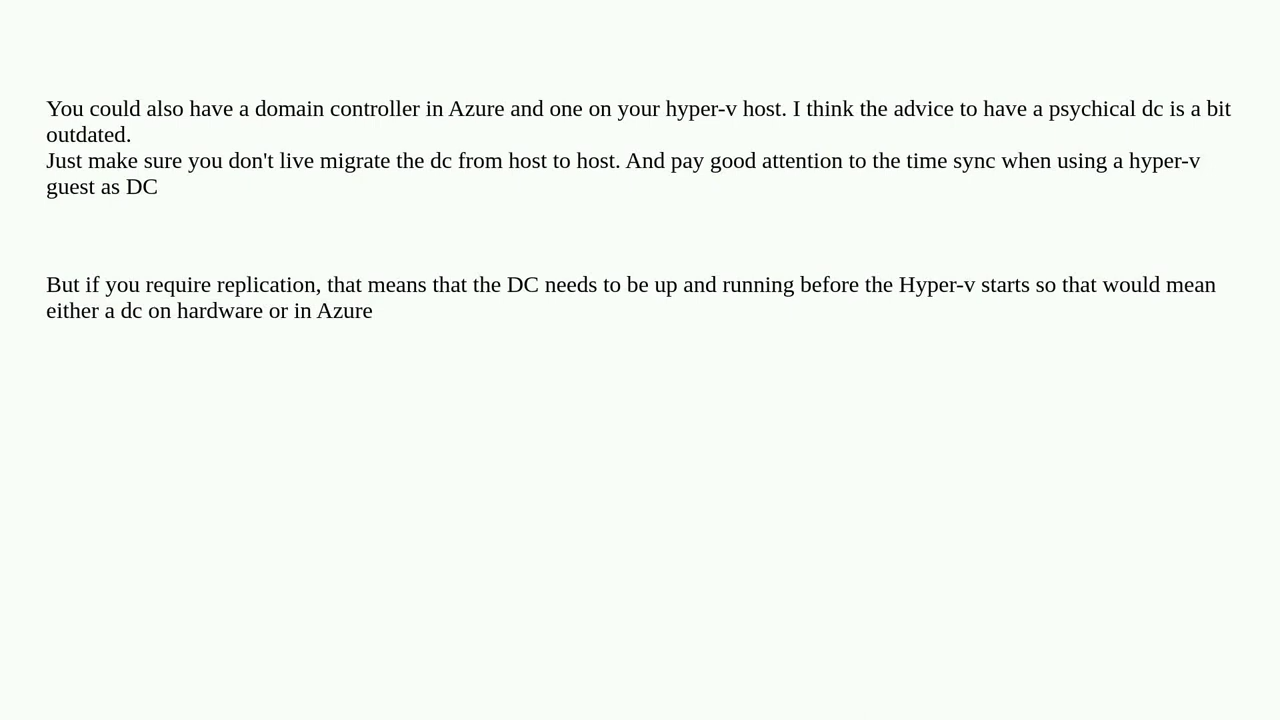 You could also have a domain controller in Azure and one on your hyper-v host. I think the advice to have a psychical dc is a bit
outdated.
Just make sure you don't live migrate the dc from host to host. And pay good attention to the time sync when using a hyper-v
guest as DC
But if you require replication, that means that the DC needs to be up and running before the Hyper-v starts so that would mean
either a dc on hardware or in Azure